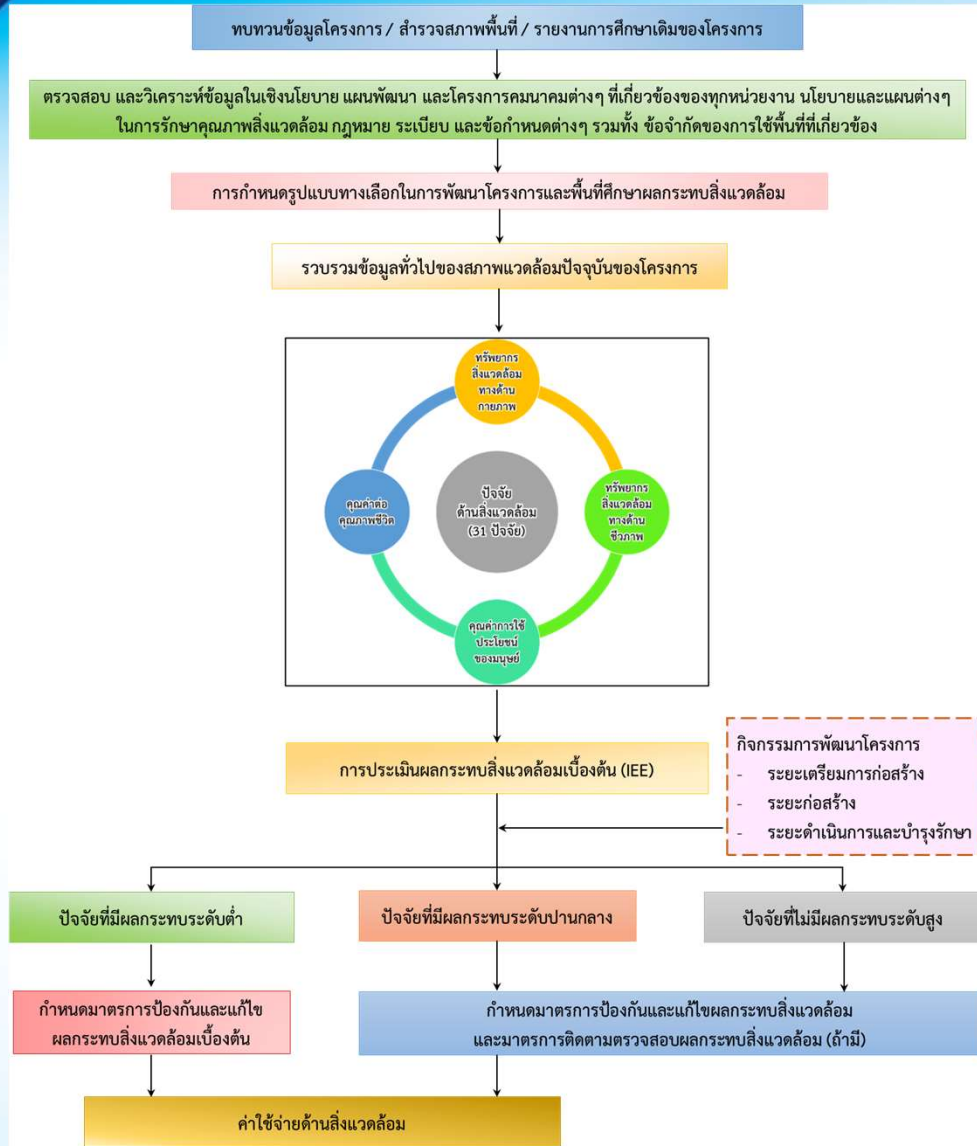 ทบทวนข้อมูลโครงการ / สำรวจสภาพพื้นที่ / รายงานการศึกษาเดิมของโครงการ
ตรวจสอบ และวิเคราะห์ข้อมูลในเชิงนโยบาย แผนพัฒนา และโครงการคมนาคมต่างๆ ที่เกี่ยวข้องของทุกหน่วยงาน นโยบายและแผนต่างๆ
ในการรักษาคุณภาพสิ่งแวดล้อม กฎหมาย ระเบียบ และข้อกำหนดต่างๆ รวมทั้ง ข้อจำกัดของการใช้พื้นที่ที่เกี่ยวข้อง
การกำหนดรูปแบบทางเลือกในการพัฒนาโครงการและพื้นที่ศึกษาผลกระทบสิ่งแวดล้อม
รวบรวมข้อมูลทั่วไปของสภาพแวดล้อมปัจจุบันของโครงการ
ทรัพยากร
สิ่งแวดล้อม
ทางด้าน
กายภาพ
คุณค่าต่อ
คุณภาพชีวิต
ปัจจัย
ด้านสิ่งแวดล้อม
(31 ปัจจัย)
ทรัพยากร
สิ่งแวดล้อม
ทางด้าน
ชีวภาพ
คุณค่าการใช้
ประโยชน์
ของมนุษย์
การประเมินผลกระทบสิ่งแวดล้อมเบื้องต้น (IEE)
กิจกรรมการพัฒนาโครงการ
- ระยะเตรียมการก่อสร้าง
- ระยะก่อสร้าง
- ระยะดำเนินการและบำรุงรักษา
ปัจจัยที่มีผลกระทบระดับต่ำ
ปัจจัยที่มีผลกระทบระดับปานกลาง
ปัจจัยที่ไม่มีผลกระทบระดับสูง
กำหนดมาตรการป้องกันและแก้ไข
ผลกระทบสิ่งแวดล้อมเบื้องต้น
กำหนดมาตรการป้องกันและแก้ไขผลกระทบสิ่งแวดล้อม
และมาตรการติดตามตรวจสอบผลกระทบสิ่งแวดล้อม (ถ้ามี)
ค่าใช้จ่ายด้านสิ่งแวดล้อม